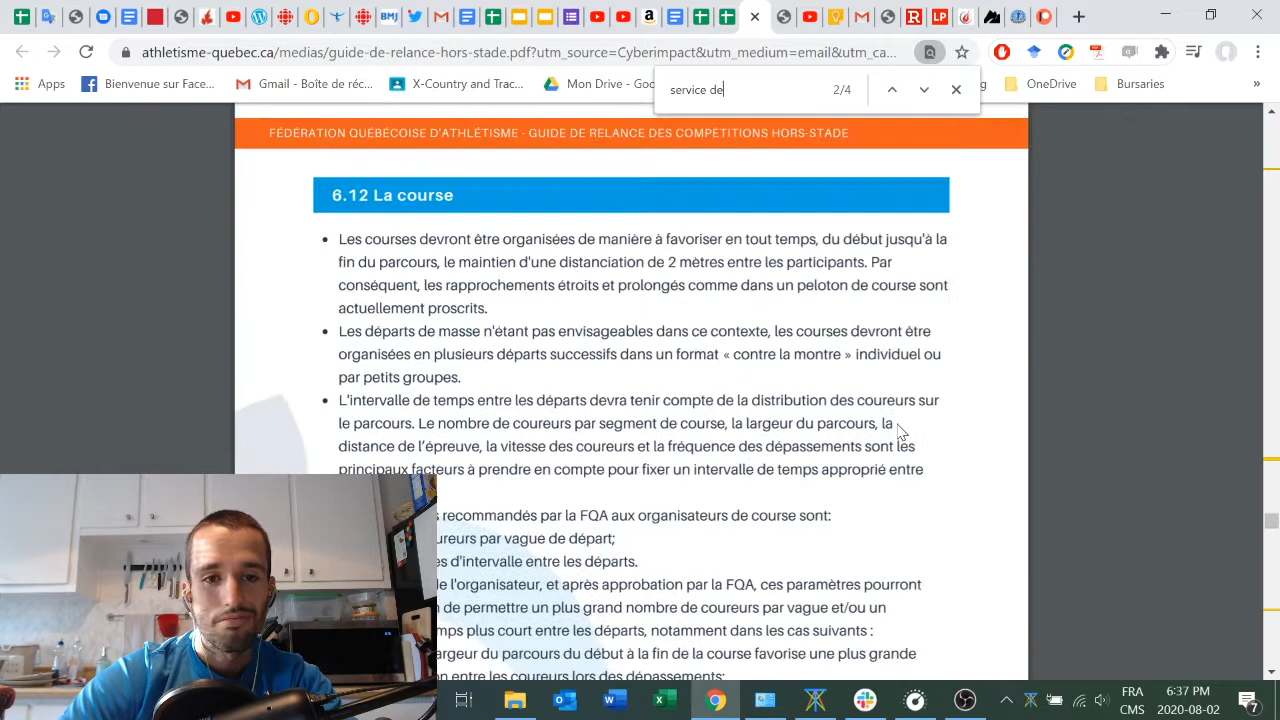 athletisme-quebec.ca/medias/guide-de-relance-hors-stade.pdf?utm_source=Cyberimpact&utm_medium=email&utm_ca...
Apps
Bienvenue sur Face...
Gmail - Boîte de réc...
X-Country and Trac...
Mon Drive - Goo
OneDrive
Dissertations
»
service de
2/4
FÉDÉRATION QUÉBÉCOISE D'ATHLÉTISME - GUIDE DE RELANCE DES COMPÉTITIONS HORS-STADE
6.12 La course
• Les courses devront être organisées de manière à favoriser en tout temps, du début jusqu'à la
fin du parcours, le maintien d'une distanciation de 2 mètres entre les participants. Par
conséquent, les rapprochements étroits et prolongés comme dans un peloton de course sont
actuellement proscrits.
• Les départs de masse n'étant pas envisageables dans ce contexte, les courses devront être
organisées en plusieurs départs successifs dans un format « contre la montre » individuel ou
par petits groupes.
• L'intervalle de temps entre les départs devra tenir compte de la distribution des coureurs sur
le parcours. Le nombre de coureurs par segment de course, la largeur du parcours, la
distance de l'épreuve, la vitesse des coureurs et la fréquence des dépassements sont les
principaux facteurs à prendre en compte pour fixer un intervalle de temps approprié entre
recommandés par la FQA aux organisateurs de course sont:
ureurs par vague de départ;
es d'intervalle entre les départs.
e l'organisateur, et après approbation par la FQA, ces paramètres pourront
n de permettre un plus grand nombre de coureurs par vague et/ou un
mps plus court entre les départs, notamment dans les cas suivants :
argeur du parcours du début à la fin de la course favorise une plus grande
on entre les coureurs lors des dépassements;
FRA
CMS
6:37 PM
2020-08-02
7